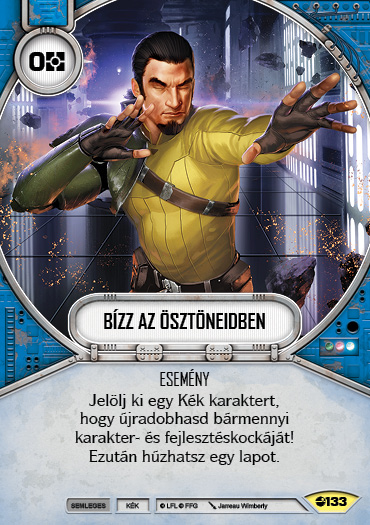 0
BÍZZ AZ ÖSZTÖNEIDBEN
ESEMÉNY
Jelölj ki egy Kék karaktert,
hogy újradobhasd bármennyi
karakter- és fejlesztéskockáját!
Ezután húzhatsz egy lapot.
133
SEMLEGES KÉK © LFL © FFG Jarreau Wimberly